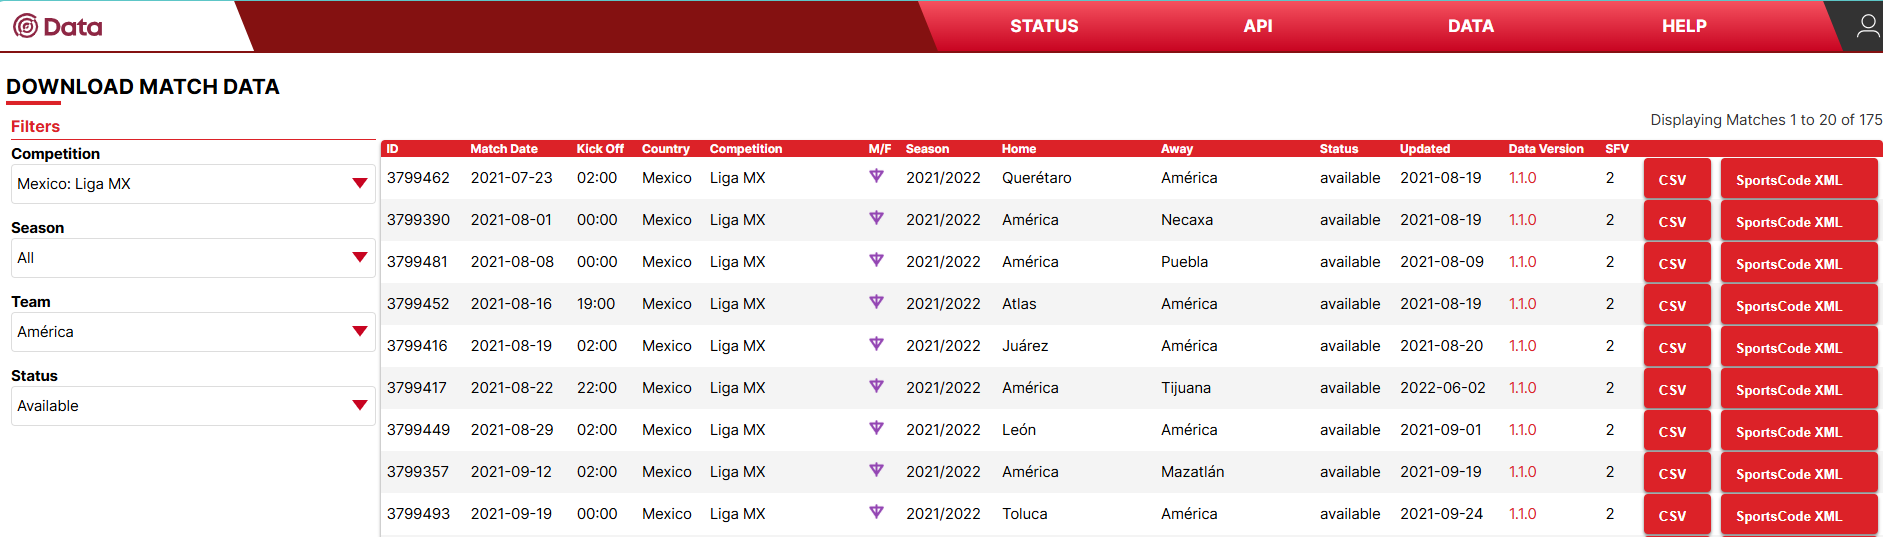 Data
STATUS API DATA HELP
DOWNLOAD MATCH DATA
Displaying Matches 1 to 20 of 175
Filters
Competition
Mexico: Liga MX
Season
All
Team
América
Status
Available
ID Match Date Kick Off Country Competition M/F Season Home Away Status Updated Data Version SFV
3799462 2021-07-23 02:00 Mexico Liga MX 2021/2022 Querétaro América available 2021-08-19 1.1.0 2 CSV SportsCode XML
3799390 2021-08-01 00:00 Mexico Liga MX 2021/2022 América Necaxa available 2021-08-19 1.1.0 2 CSV SportsCode XML
3799481 2021-08-08 00:00 Mexico Liga MX 2021/2022 América Puebla available 2021-08-09 1.1.0 2 CSV SportsCode XML
3799452 2021-08-16 19:00 Mexico Liga MX 2021/2022 Atlas América available 2021-08-19 1.1.0 2 CSV SportsCode XML
3799416 2021-08-19 02:00 Mexico Liga MX 2021/2022 Juárez América available 2021-08-20 1.1.0 2 CSV SportsCode XML
3799417 2021-08-22 22:00 Mexico Liga MX 2021/2022 América Tijuana available 2022-06-02 1.1.0 2 CSV SportsCode XML
3799449 2021-08-29 02:00 Mexico Liga MX 2021/2022 León América available 2021-09-01 1.1.0 2 CSV SportsCode XML
3799357 2021-09-12 02:00 Mexico Liga MX 2021/2022 América Mazatlán available 2021-09-19 1.1.0 2 CSV SportsCode XML
3799493 2021-09-19 00:00 Mexico Liga MX 2021/2022 Toluca América available 2021-09-24 1.1.0 2 CSV SportsCode XML